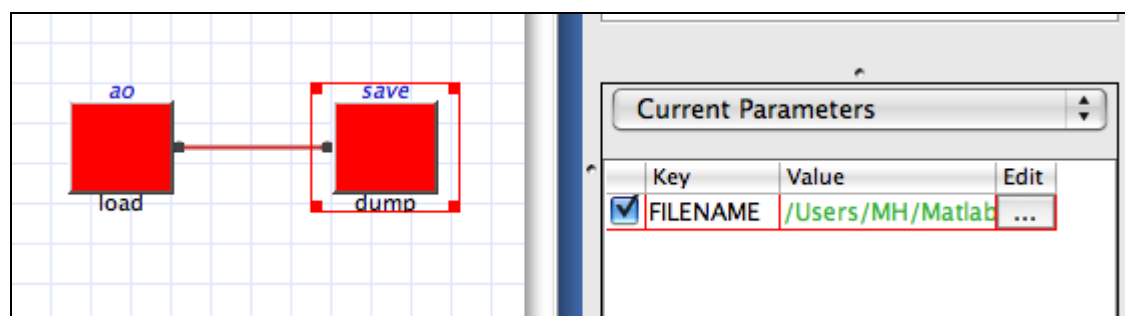 ao
load
save
dump
Current Parameters
Key Value Edit
FILENAME /Users/MH/Matlab ...